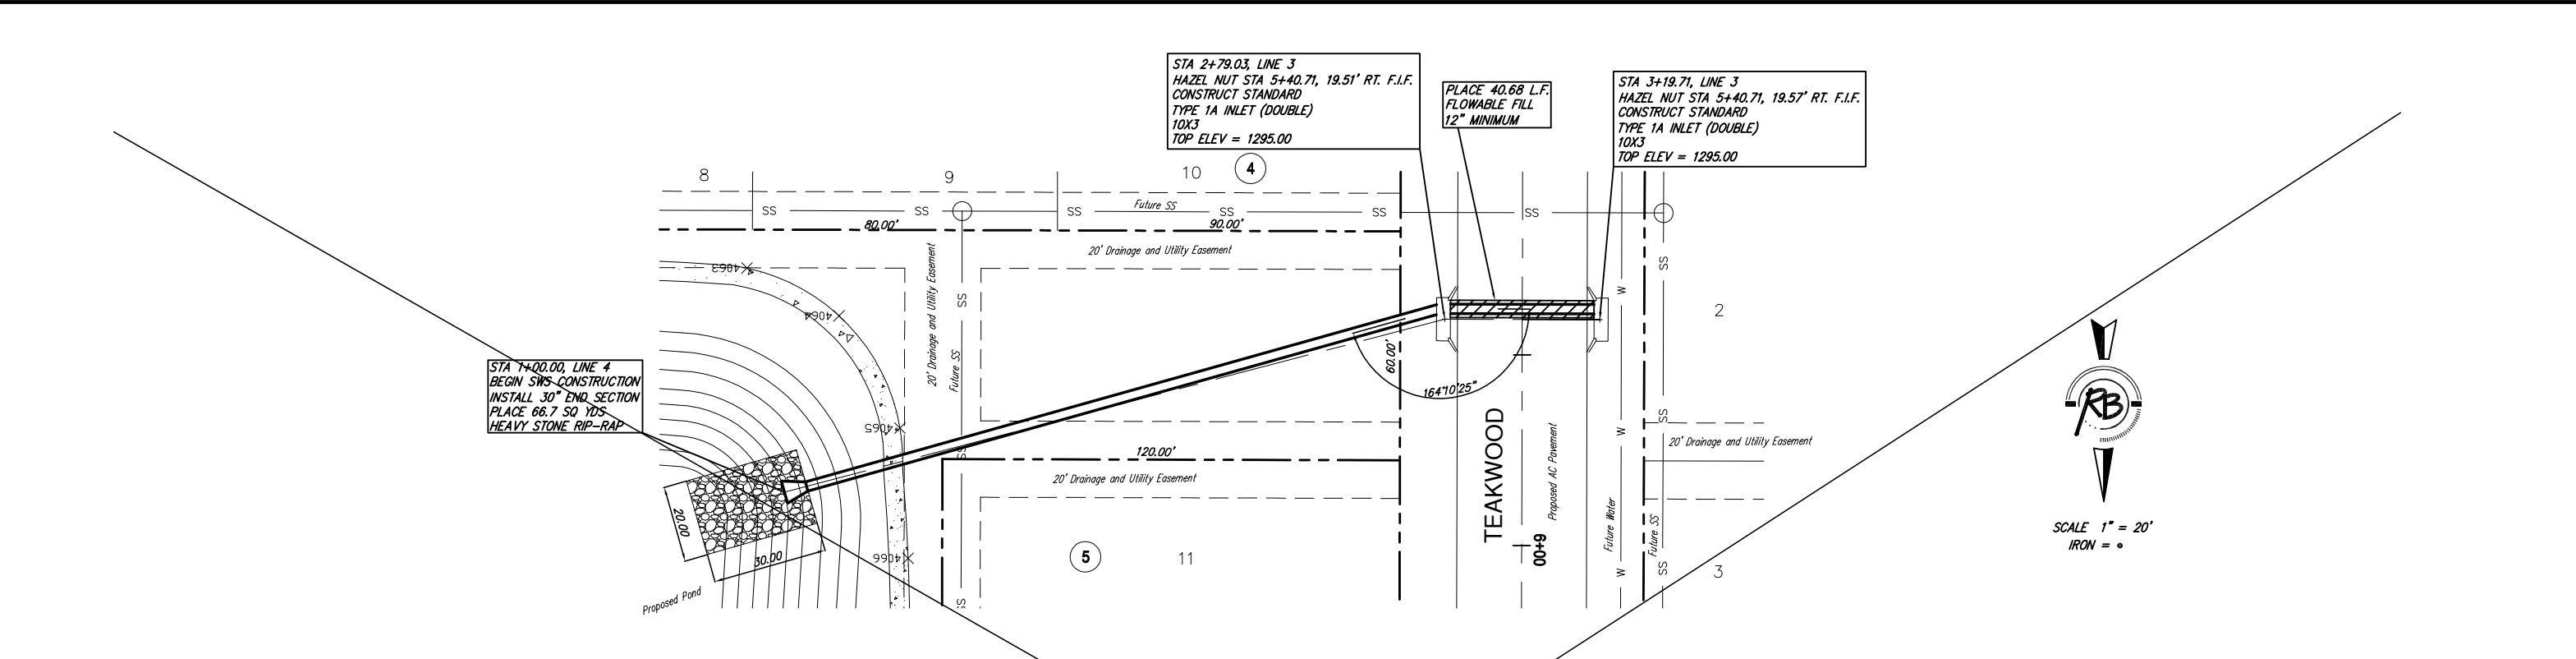 STA 2+79.03, LINE 3
HAZEL NUT STA 5+40.71, 19.51' RT. F.I.F.
CONSTRUCT STANDARD
TYPE 1A INLET (DOUBLE)
10X3
TOP ELEV = 1295.00
PLACE 40.68 L.F.
FLOWABLE FILL
12" MINIMUM
STA 3+19.71, LINE 3
HAZEL NUT STA 5+40.71, 19.57' RT. F.I.F.
CONSTRUCT STANDARD
TYPE 1A INLET (DOUBLE)
10X3
TOP ELEV = 1295.00
8
9
10
4
SS
SS
SS
Future SS
SS
SS
SS
80.00'
90.00'
20' Drainage and Utility Easement
20' Drainage and Utility Easement
Future SS
SS
SS
SS
4063
4064
4065
4066
STA 1+00.00, LINE 4
BEGIN SWS CONSTRUCTION
INSTALL 30" END SECTION
PLACE 66.7 SQ YDS
HEAVY STONE RIP-RAP
60.00'
164°10'25"
120.00'
20' Drainage and Utility Easement
20.00
30.00
Proposed Pond
5
11
TEAKWOOD
6+00
Proposed AC Pavement
Future Water
W
W
W
Future SS
SS
SS
SS
2
20' Drainage and Utility Easement
3
RB
SCALE 1" = 20'
IRON =